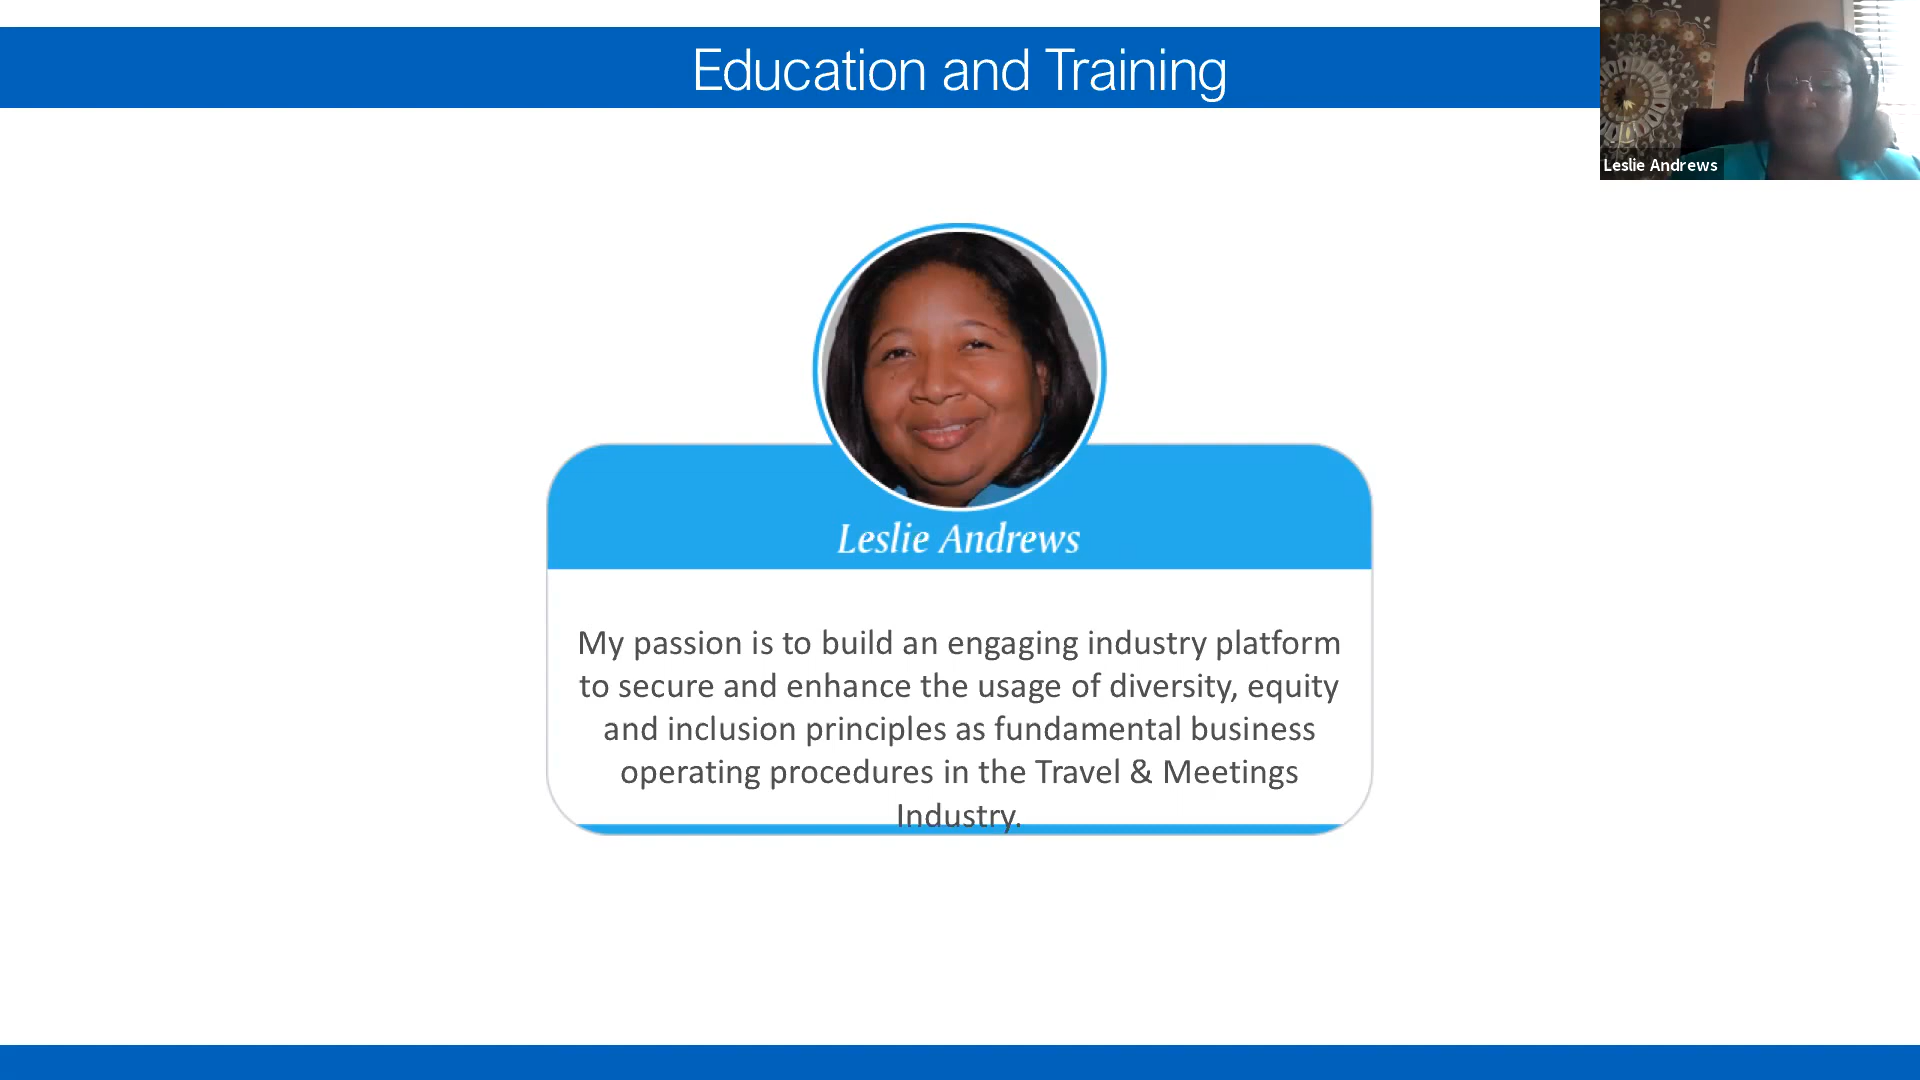 Education and Training
Leslie Andrews
Leslie Andrews
My passion is to build an engaging industry platform
to secure and enhance the usage of diversity, equity
and inclusion principles as fundamental business
operating procedures in the Travel & Meetings
Industry.